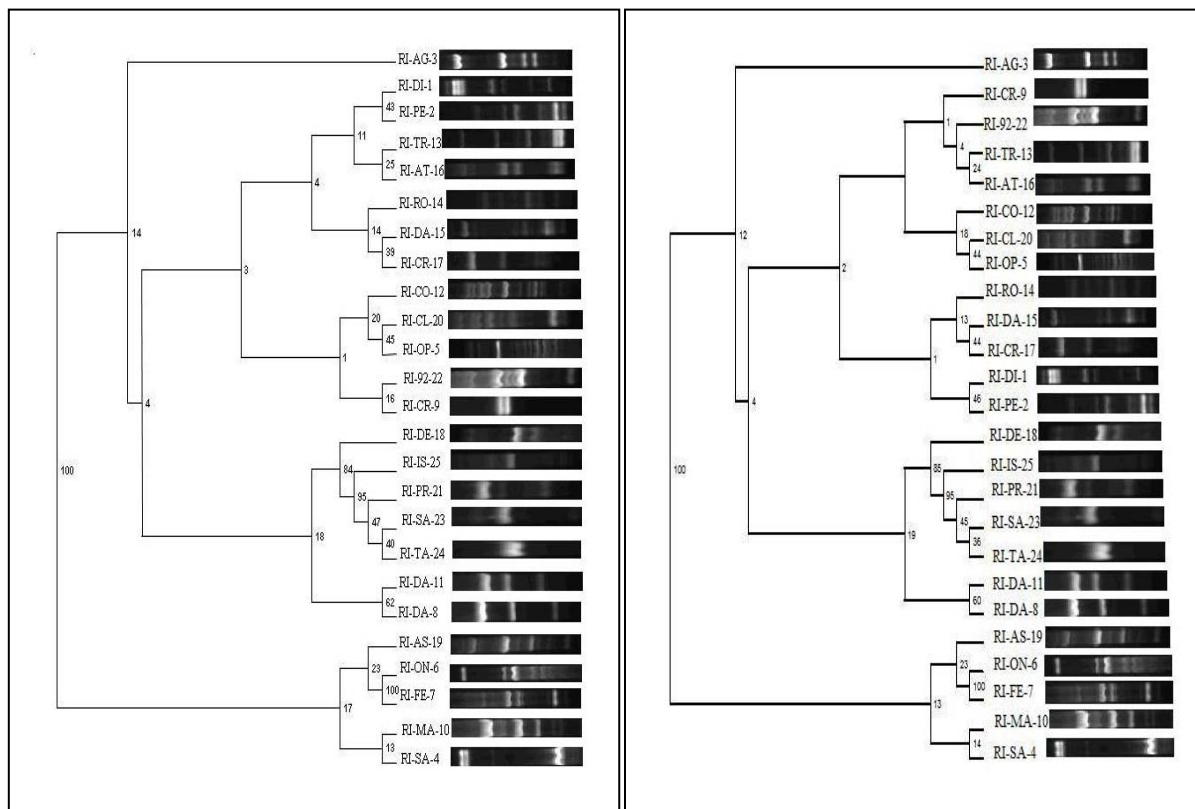 RI-AG-3
RI-DI-1
43
RI-PE-2
11
RI-TR-13
25
RI-AT-16
4
RI-RO-14
14
RI-DA-15
39
RI-CR-17
14
3
RI-CO-12
20
RI-CL-20
45
RI-OP-5
1
RI-92-22
16
RI-CR-9
4
RI-DE-18
84
RI-IS-25
95
RI-PR-21
47
RI-SA-23
40
RI-TA-24
18
RI-DA-11
62
RI-DA-8
100
RI-AS-19
23
RI-ON-6
100
RI-FE-7
17
RI-MA-10
13
RI-SA-4
RI-AG-3
RI-CR-9
1
RI-92-22
4
RI-TR-13
24
RI-AT-16
RI-CO-12
18
RI-CL-20
44
RI-OP-5
12
2
RI-RO-14
13
RI-DA-15
44
RI-CR-17
1
RI-DI-1
46
RI-PE-2
4
RI-DE-18
RI-IS-25
95
RI-PR-21
45
RI-SA-23
36
RI-TA-24
19
RI-DA-11
60
RI-DA-8
100
RI-AS-19
23
RI-ON-6
100
RI-FE-7
13
RI-MA-10
14
RI-SA-4